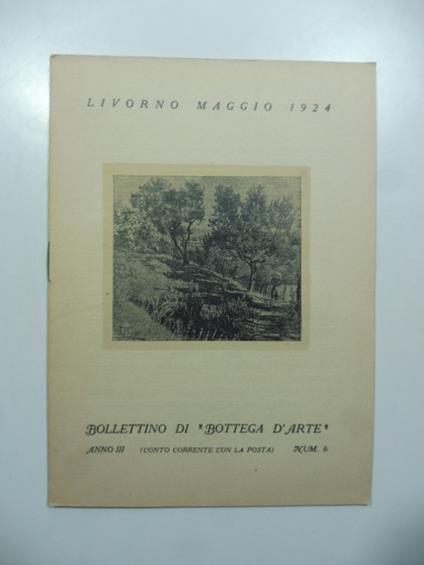 LIVORNO MAGGIO 1924
BOLLETTINO DI "BOTTEGA D'ARTE"
ANNO III (CONTO CORRENTE CON LA POSTA) NUM. 6